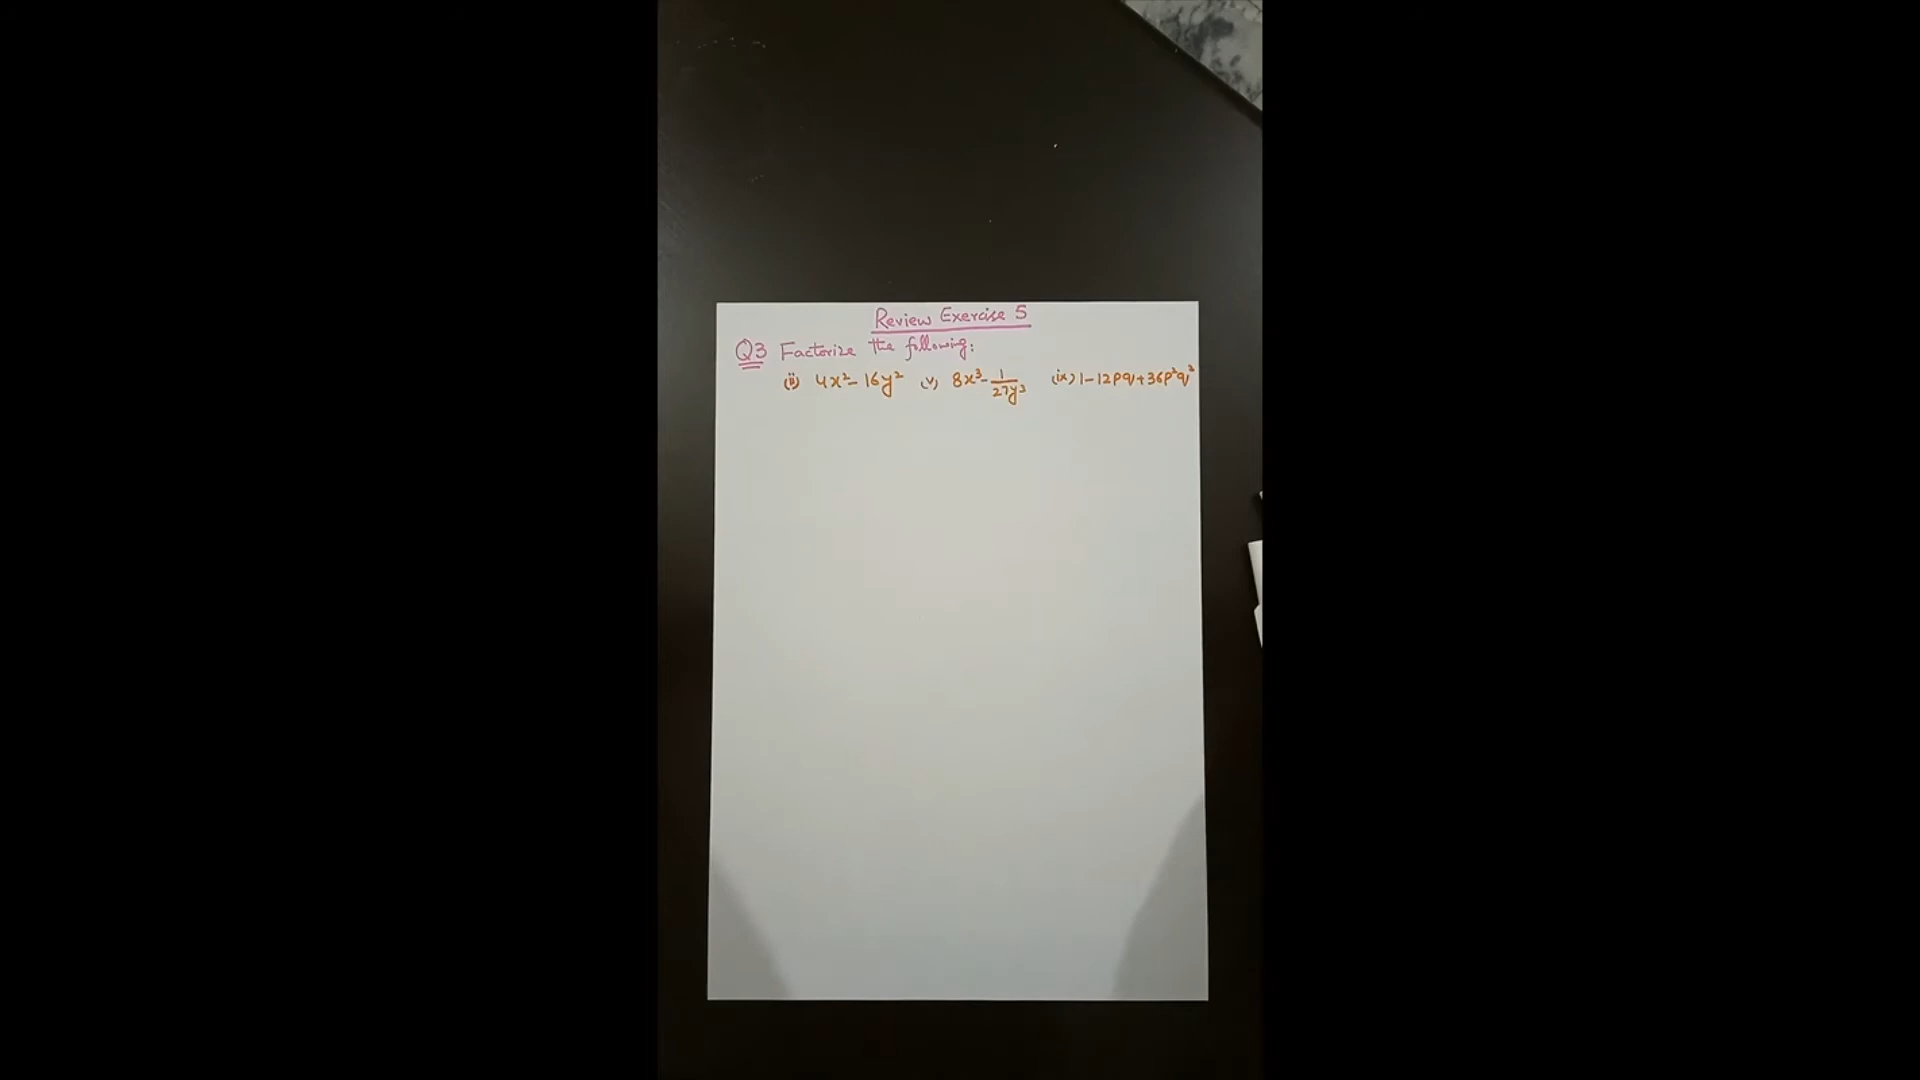 Review Exercise 5
Q3 Factorize the following:
(ii) 4x²- 16y² (v) 8x³- 1/27y³ (ix) 1-12pq+36p²q²